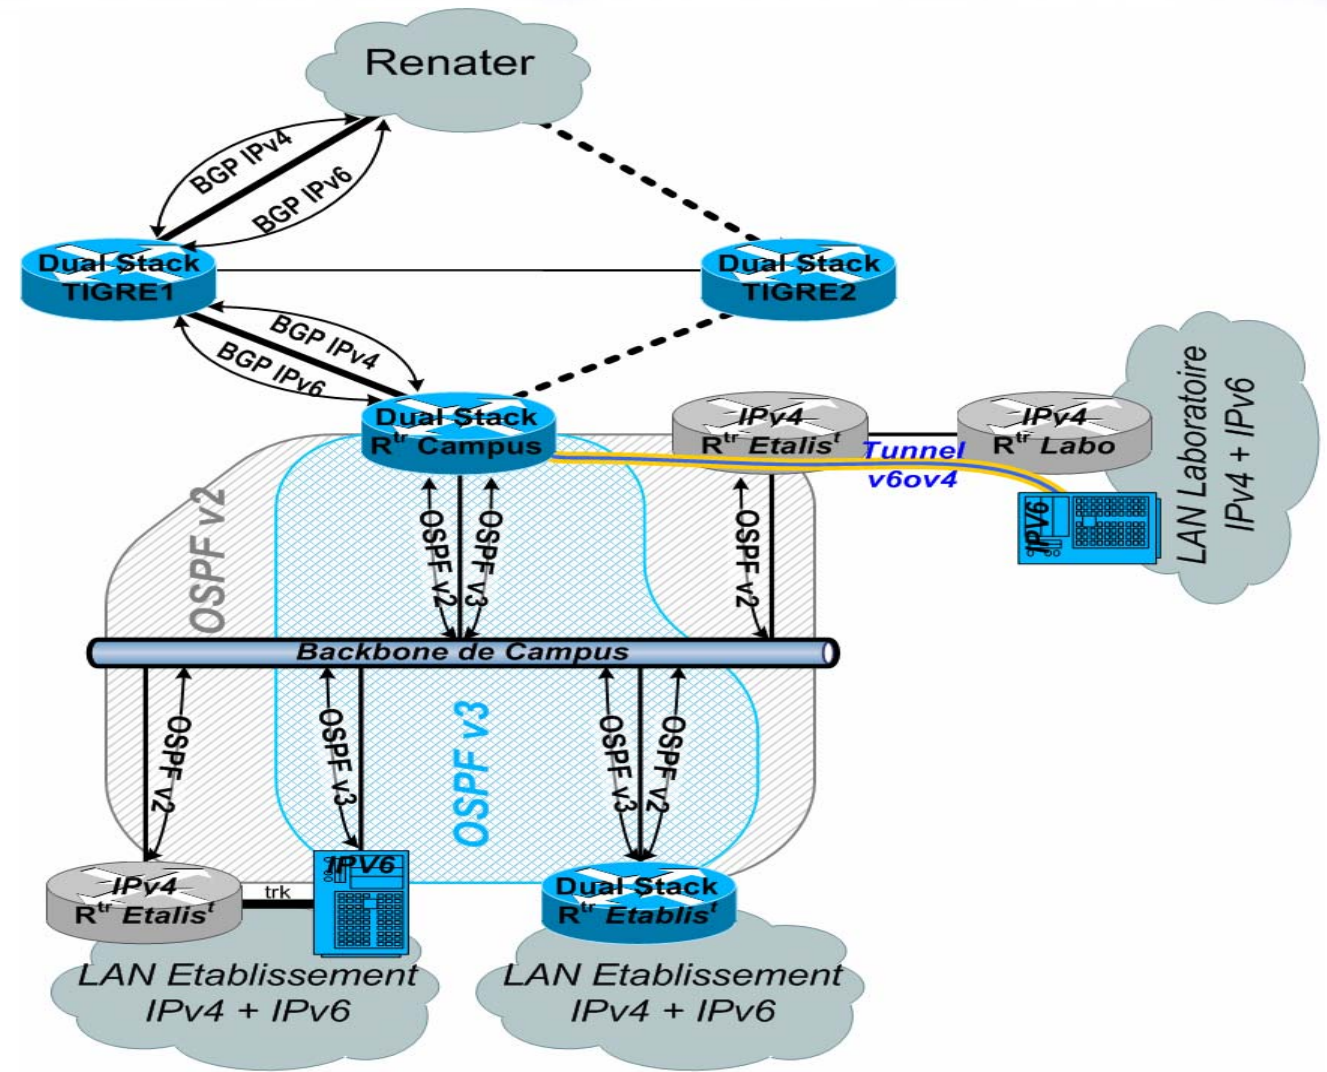 Renater
BGP IPv4
BGP IPv6
Dual Stack
TIGRE1
Dual Stack
TIGRE2
BGP IPv4
BGP IPv6
Dual Stack
Rtr Campus
IPv4
Rtr Etalist
IPv4
Rtr Labo
Tunnel
v6ov4
IPV6
LAN Laboratoire
IPv4 + IPv6
OSPF v2
OSPF v2
OSPF v3
OSPF v2
Backbone de Campus
OSPF v2
OSPF v3
OSPF v3
OSPF v3
OSPF v2
IPv4
Rtr Etalist
trk
IPV6
Dual Stack
Rtr Etablist
LAN Etablissement
IPv4 + IPv6
LAN Etablissement
IPv4 + IPv6